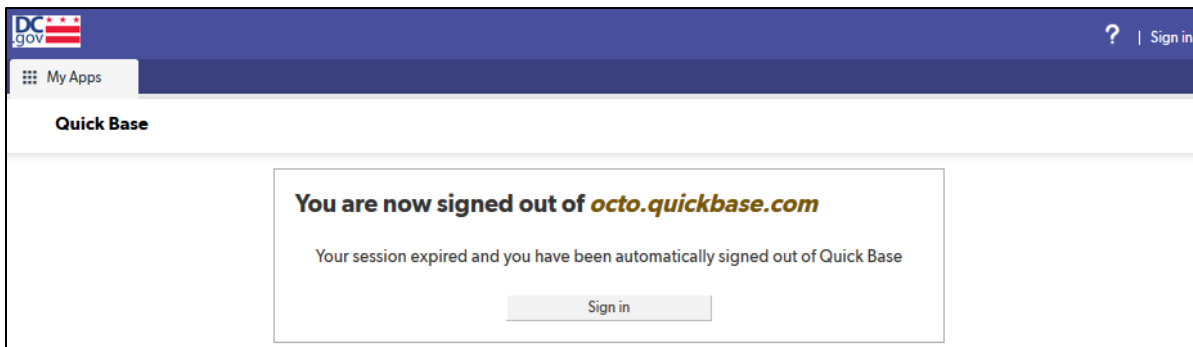 DC
.gov
? | Sign in
My Apps
Quick Base
You are now signed out of octo.quickbase.com
Your session expired and you have been automatically signed out of Quick Base
Sign in